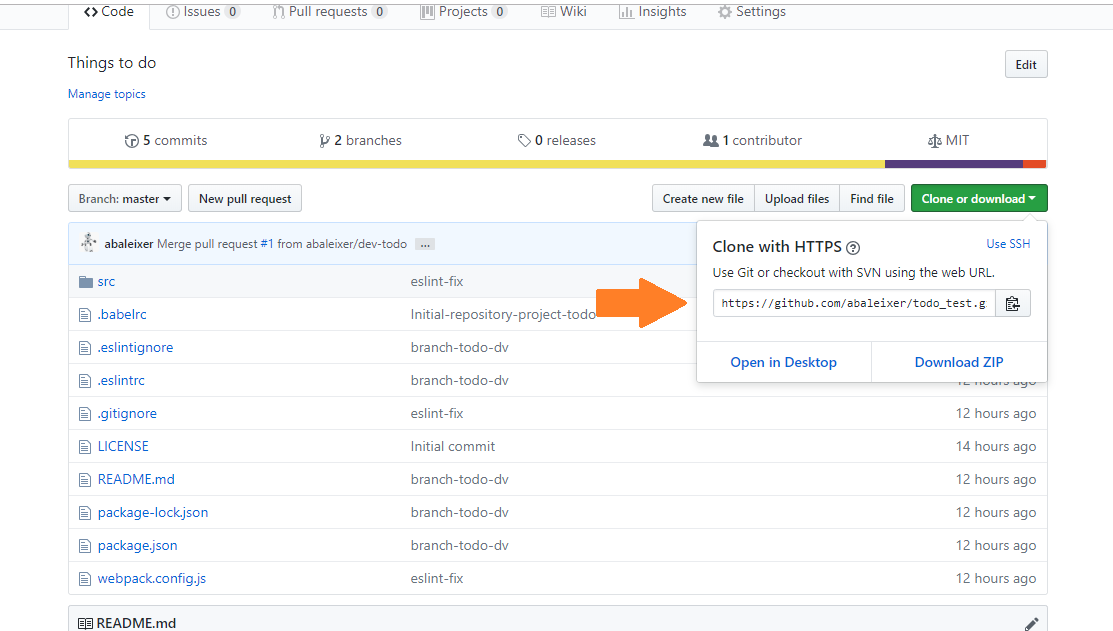 Code Issues 0 Pull requests 0 Projects 0 Wiki Insights Settings
Things to do Edit
Manage topics
5 commits 2 branches 0 releases 1 contributor MIT
Branch: master New pull request Create new file Upload files Find file Clone or download
abaleixer Merge pull request #1 from abaleixer/dev-todo ...
Clone with HTTPS ? Use SSH
Use Git or checkout with SVN using the web URL.
https://github.com/abaleixer/todo_test.g
Open in Desktop Download ZIP
src eslint-fix
.babelrc Initial-repository-project-todo
.eslintignore branch-todo-dv
.eslintrc branch-todo-dv 12 hours ago
.gitignore eslint-fix 12 hours ago
LICENSE Initial commit 14 hours ago
README.md branch-todo-dv 12 hours ago
package-lock.json branch-todo-dv 12 hours ago
package.json branch-todo-dv 12 hours ago
webpack.config.js eslint-fix 12 hours ago
README.md